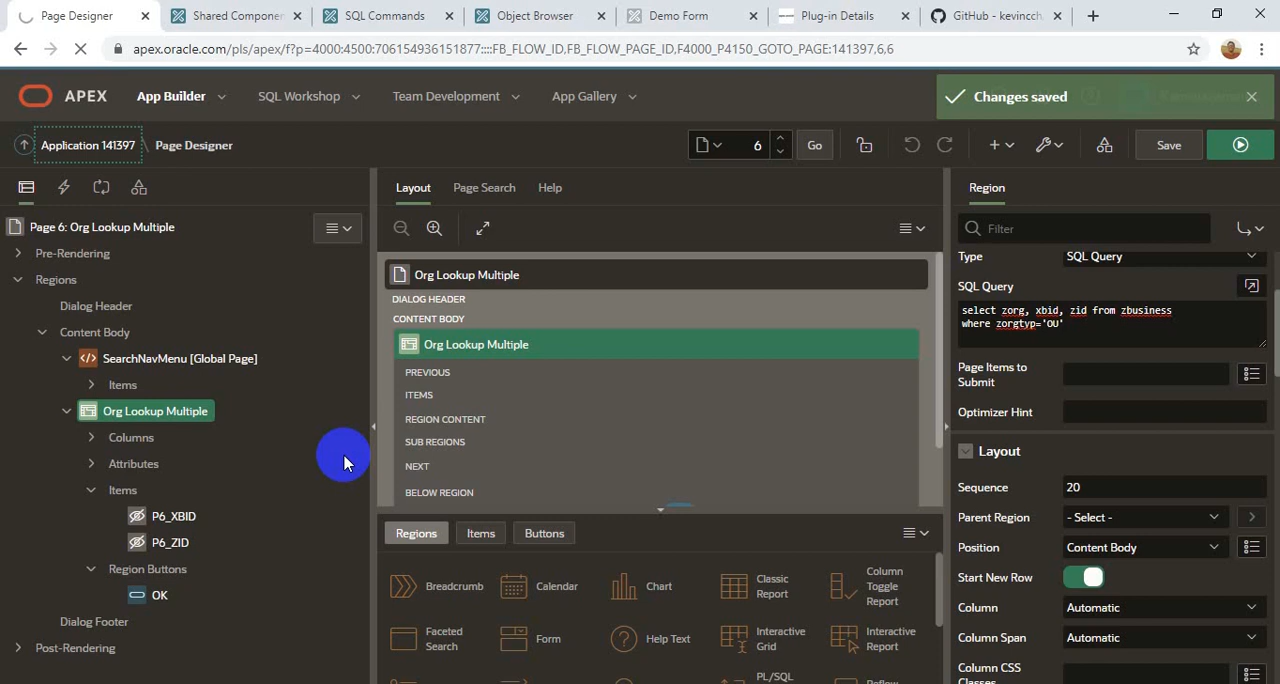 Page Designer
Shared Componen
SQL Commands
Object Browser
Demo Form
Plug-in Details
GitHub - kevincch
apex.oracle.com/pls/apex/f?p=4000:4500:706154936151877::::FB_FLOW_ID,FB_FLOW_PAGE_ID,F4000_P4150_GOTO_PAGE:141397,6,6
APEX
App Builder
SQL Workshop
Team Development
App Gallery
Changes saved
Application 141397
\ Page Designer
6
Go
Save
Layout
Page Search
Help
Region
Page 6: Org Lookup Multiple
Filter
Pre-Rendering
Regions
Dialog Header
Content Body
SearchNavMenu [Global Page]
Items
Org Lookup Multiple
Columns
Attributes
Items
P6_XBID
P6_ZID
Region Buttons
OK
Dialog Footer
Post-Rendering
Org Lookup Multiple
DIALOG HEADER
CONTENT BODY
Org Lookup Multiple
PREVIOUS
ITEMS
REGION CONTENT
SUB REGIONS
NEXT
BELOW REGION
Regions
Items
Buttons
Breadcrumb
Calendar
Chart
Classic
Report
Column
Toggle
Report
Faceted
Search
Form
Help Text
Interactive
Grid
Interactive
Report
PL/SQL
Type
SQL Query
SQL Query
select zorg, xbid, zid from zbusiness
where zorgtyp='OU'
Page Items to
Submit
Optimizer Hint
Layout
Sequence
20
Parent Region
- Select -
Position
Content Body
Start New Row
Column
Automatic
Column Span
Automatic
Column CSS
Classes